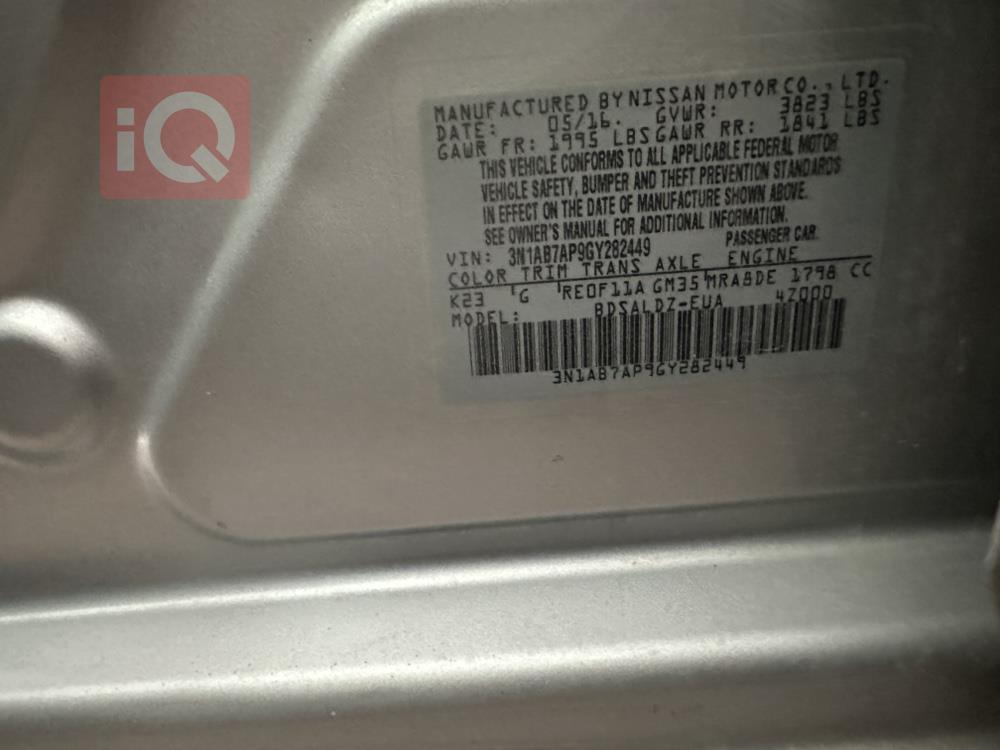 iQ
MANUFACTURED BY NISSAN MOTOR CO., LTD.
DATE: 05/16. GVWR: 3823 LBS
GAWR FR: 1995 LBS GAWR RR: 1841 LBS
THIS VEHICLE CONFORMS TO ALL APPLICABLE FEDERAL MOTOR
VEHICLE SAFETY, BUMPER AND THEFT PREVENTION STANDARDS
IN EFFECT ON THE DATE OF MANUFACTURE SHOWN ABOVE.
SEE OWNER'S MANUAL FOR ADDITIONAL INFORMATION.
VIN: 3N1AB7AP9GY282449 PASSENGER CAR
COLOR TRIM TRANS AXLE ENGINE
K23 G RE0F11A GM35 MRA8DE 1798 CC
MODEL: BDSALDZ-EUA 4Z000
3N1AB7AP9GY282449